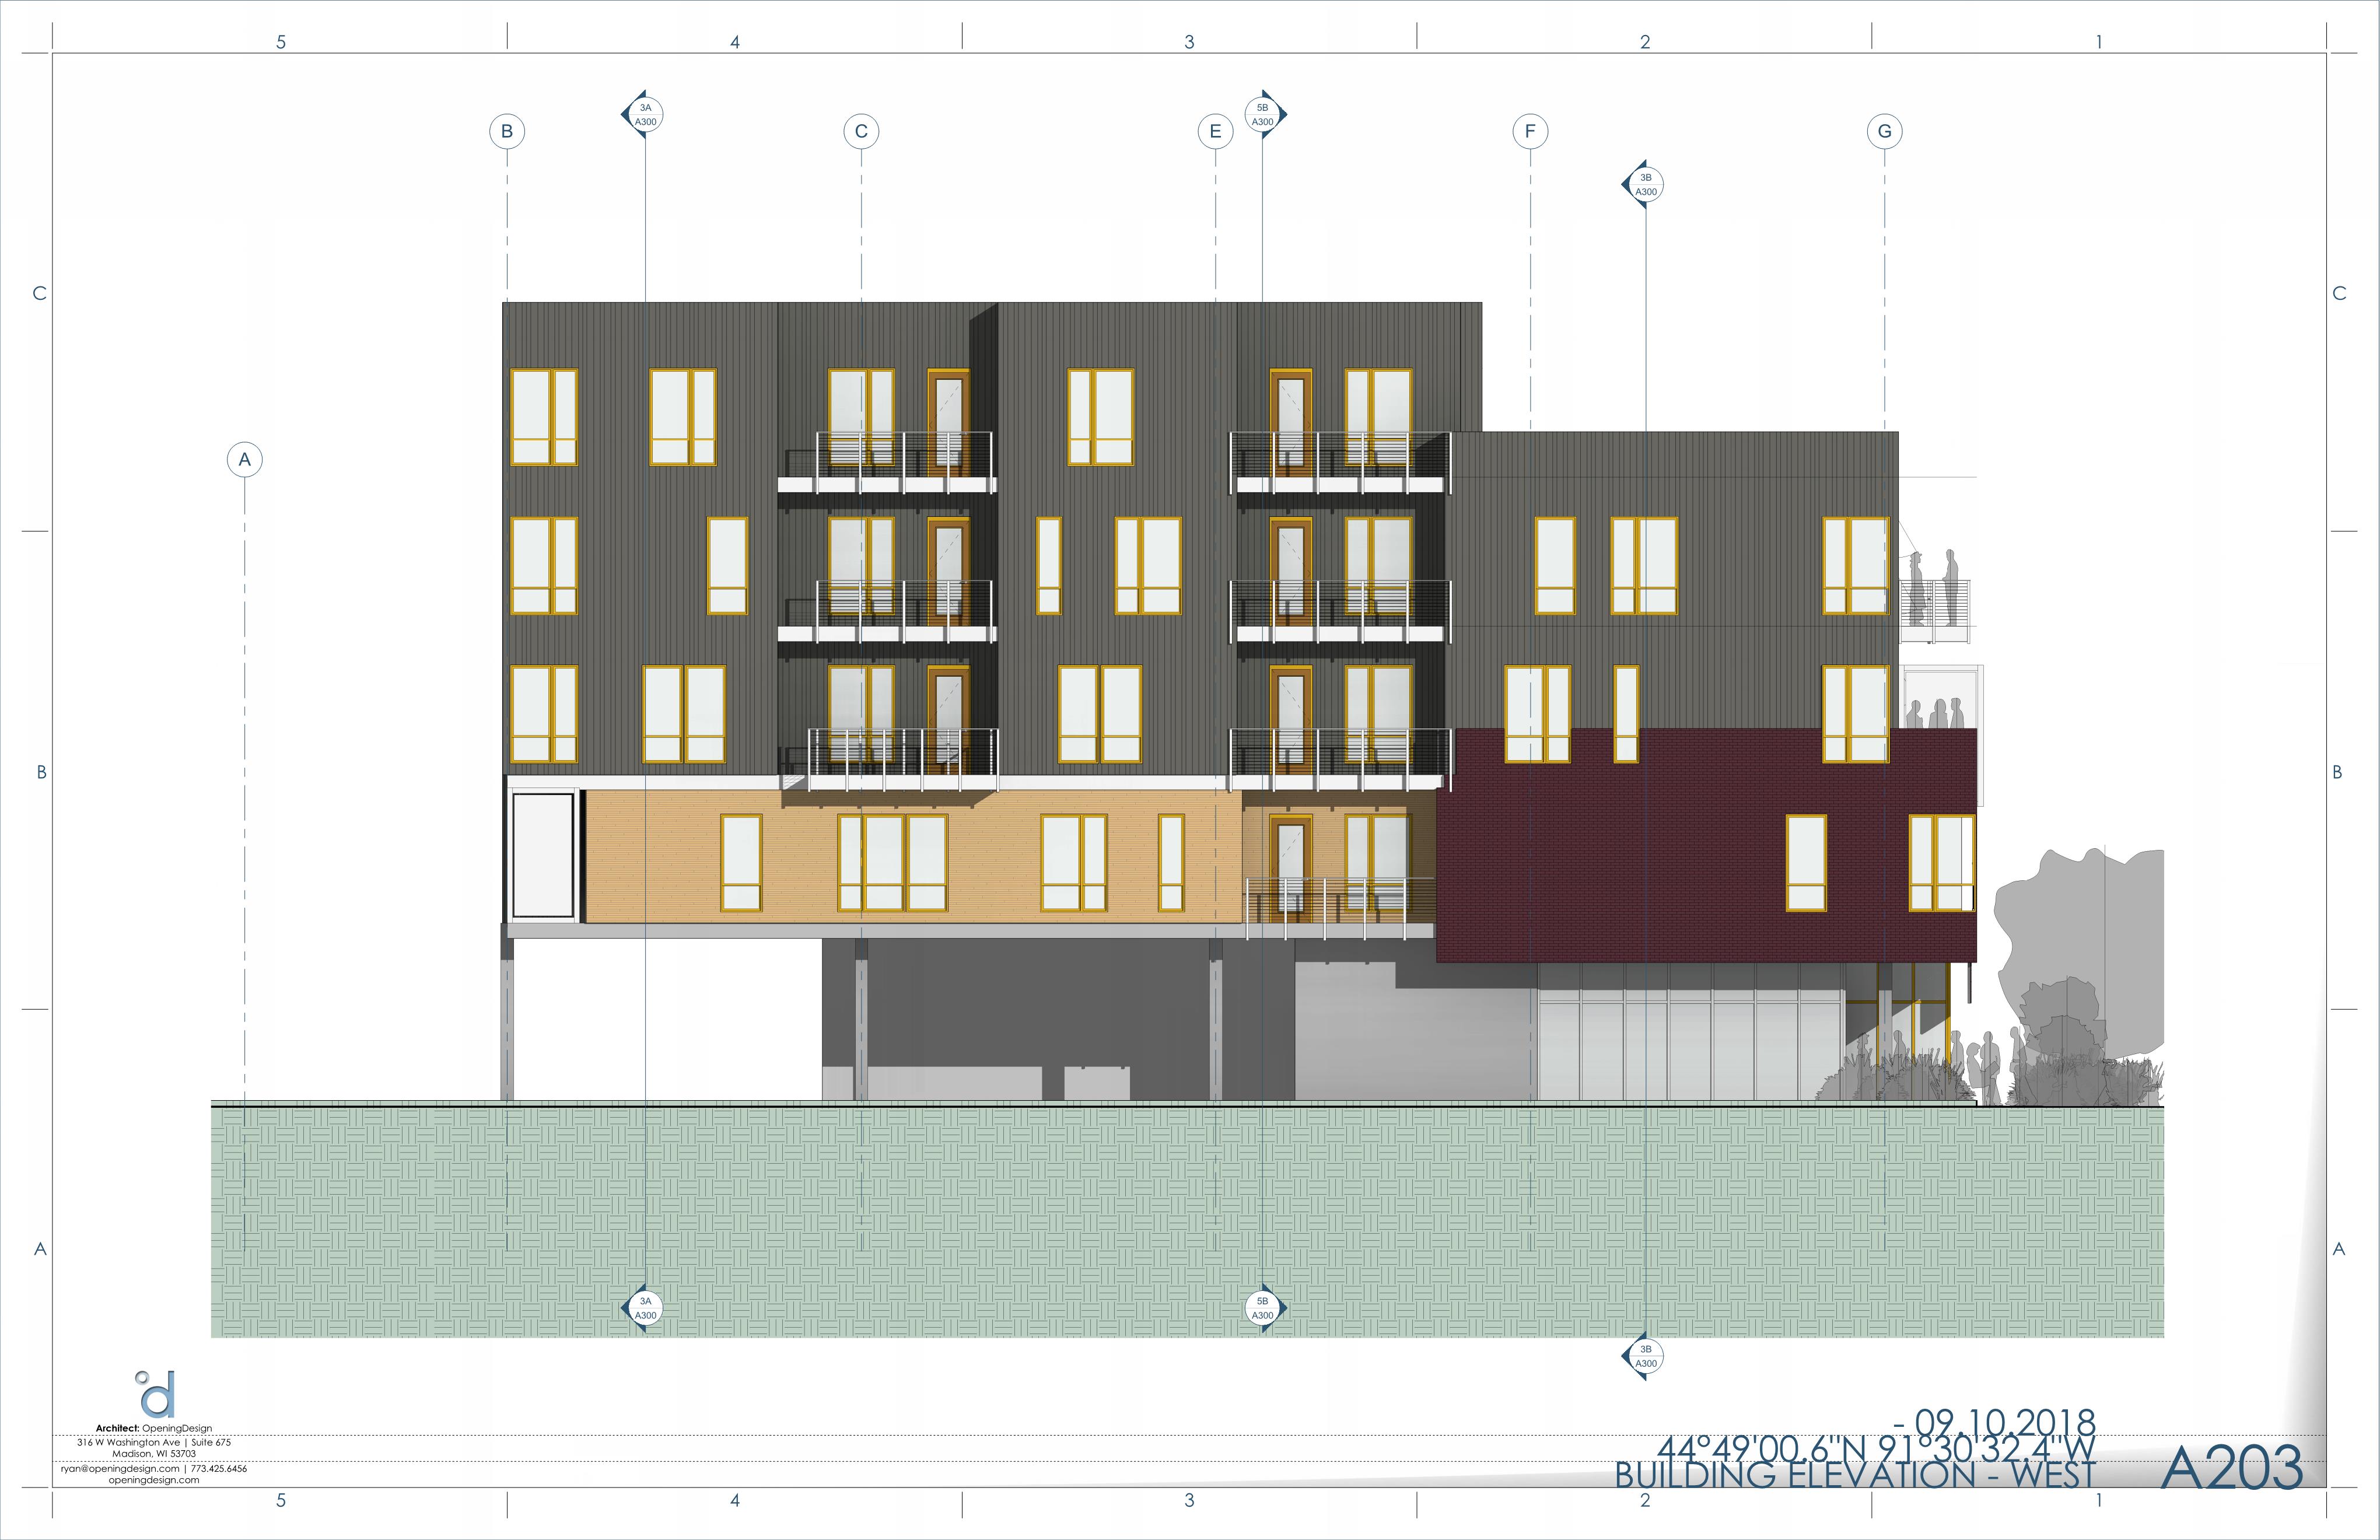 5 4 3 2 1
3A
A300
5B
A300
B C E F G
3B
A300
C C
A
B B
A A
3A
A300
5B
A300
3B
A300
Architect: OpeningDesign
316 W Washington Ave | Suite 675
Madison, WI 53703
ryan@openingdesign.com | 773.425.6456
openingdesign.com
- 09.10.2018
44°49'00.6"N 91°30'32.4"W
BUILDING ELEVATION - WEST
A203
5 4 3 2 1